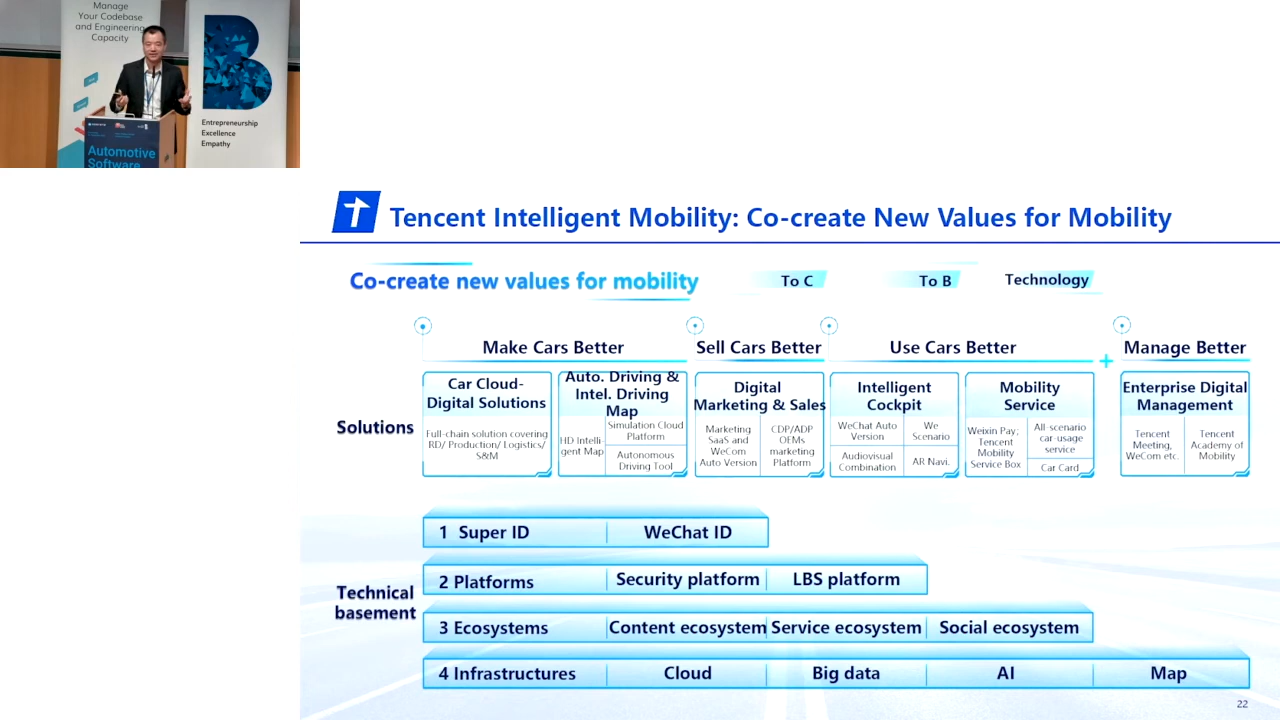 Manage
Your Codebase
and Engineering
Capacity
Entrepreneurship
Excellence
Empathy
Automotive
Software
Tencent Intelligent Mobility: Co-create New Values for Mobility
Co-create new values for mobility
To C
To B
Technology
Make Cars Better
Sell Cars Better
Use Cars Better
+
Manage Better
Solutions
Car Cloud-
Digital Solutions
Full-chain solution covering
RD/ Production/ Logistics/
S&M
Auto. Driving &
Intel. Driving
Map
HD Intelli-
gent Map
Simulation Cloud
Platform
Autonomous
Driving Tool
Digital
Marketing & Sales
Marketing
SaaS and
WeCom
Auto Version
CDP/ADP
OEMs
marketing
Platform
Intelligent
Cockpit
WeChat Auto
Version
We
Scenario
Audiovisual
Combination
AR Navi.
Mobility
Service
Weixin Pay;
Tencent
Mobility
Service Box
All-scenario
car-usage
service
Car Card
Enterprise Digital
Management
Tencent
Meeting,
WeCom etc.
Tencent
Academy of
Mobility
Technical
basement
1 Super ID
WeChat ID
2 Platforms
Security platform
LBS platform
3 Ecosystems
Content ecosystem
Service ecosystem
Social ecosystem
4 Infrastructures
Cloud
Big data
AI
Map
22